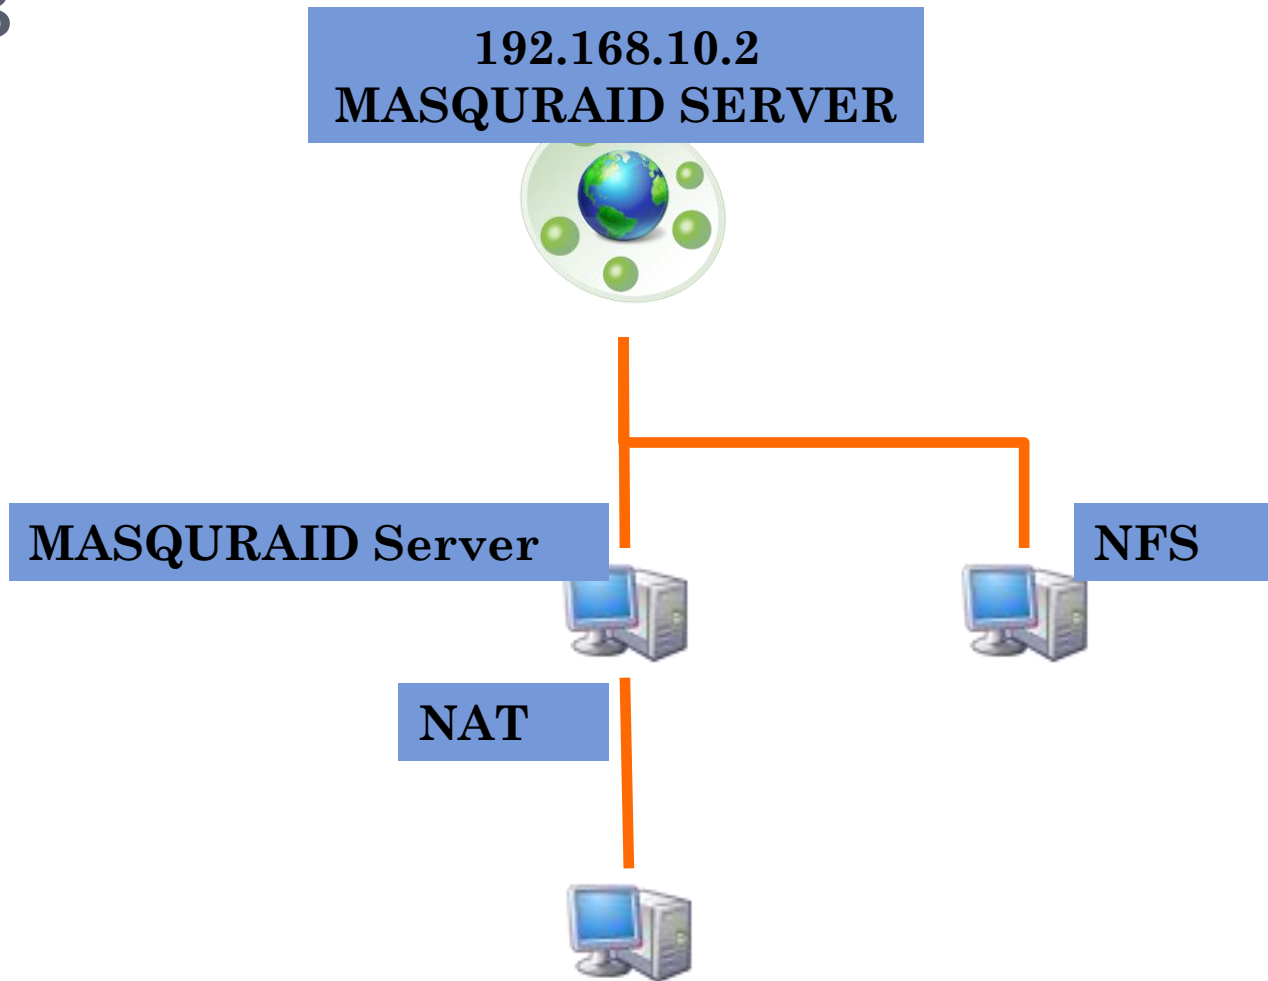 192.168.10.2
MASQURAID SERVER
MASQURAID Server
NFS
NAT